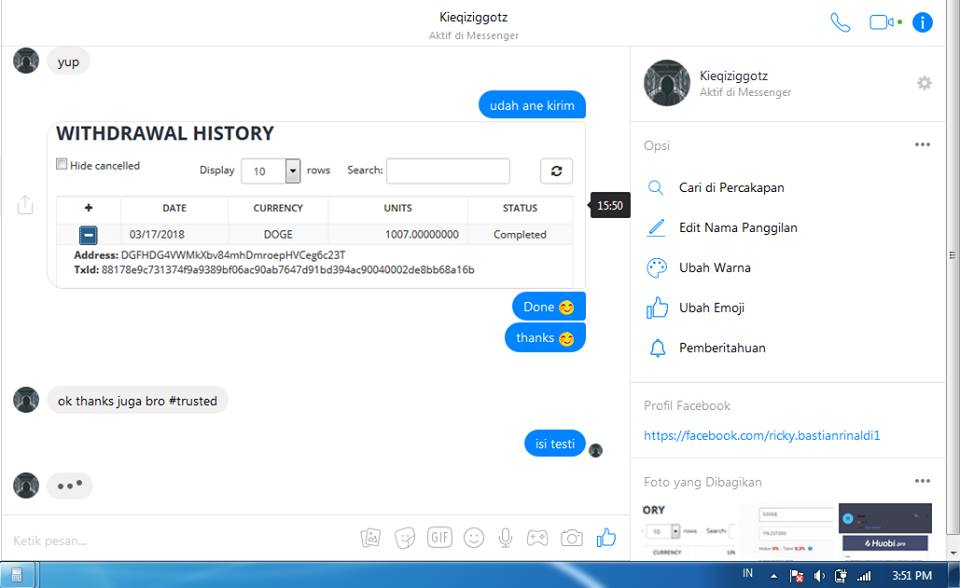 Kieqiziggotz
Aktif di Messenger
yup
udah ane kirim
WITHDRAWAL HISTORY
Hide cancelled
Display 10 rows Search:
+ DATE CURRENCY UNITS STATUS
03/17/2018 DOGE 1007.00000000 Completed
Address: DGFHDG4VWMkXbv84mhDmroepHVCeg6c23T
TxId: 88178e9c731374f9a9389bf06ac90ab7647d91bd394ac90040002de8bb68a16b
15:50
Done 😊
thanks 😊
ok thanks juga bro #trusted
isi testi
Ketik pesan...
GIF
Kieqiziggotz
Aktif di Messenger
Opsi
Cari di Percakapan
Edit Nama Panggilan
Ubah Warna
Ubah Emoji
Pemberitahuan
Profil Facebook
https://facebook.com/ricky.bastianrinaldi1
Foto yang Dibagikan
ORY
10 rows Search:
CURRENCY UN
Huobi.pro
IN 3:51 PM